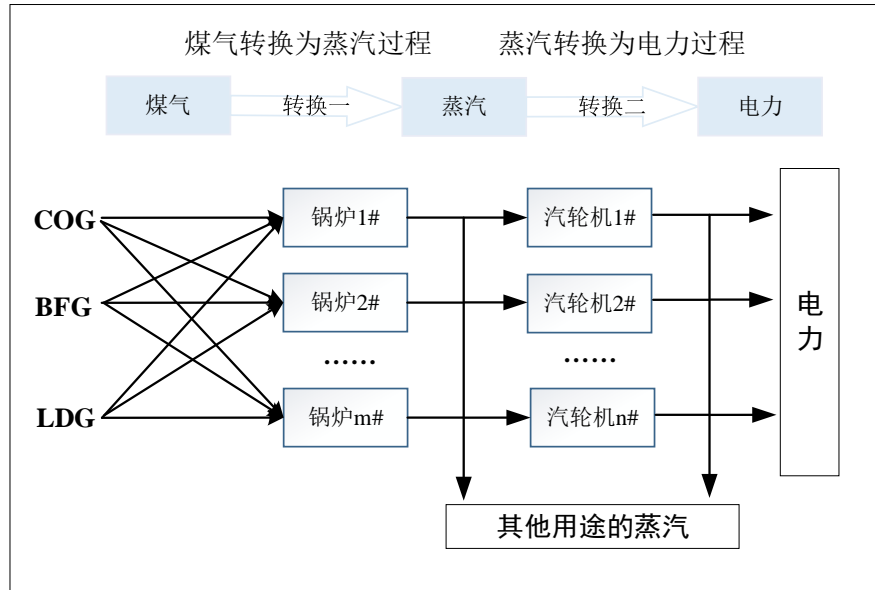 煤气转换为蒸汽过程 蒸汽转换为电力过程
煤气 转换一 蒸汽 转换二 电力
COG 锅炉1# 汽轮机1#
BFG 锅炉2# 汽轮机2#
…… ……
LDG 锅炉m# 汽轮机n#
电
力
其他用途的蒸汽